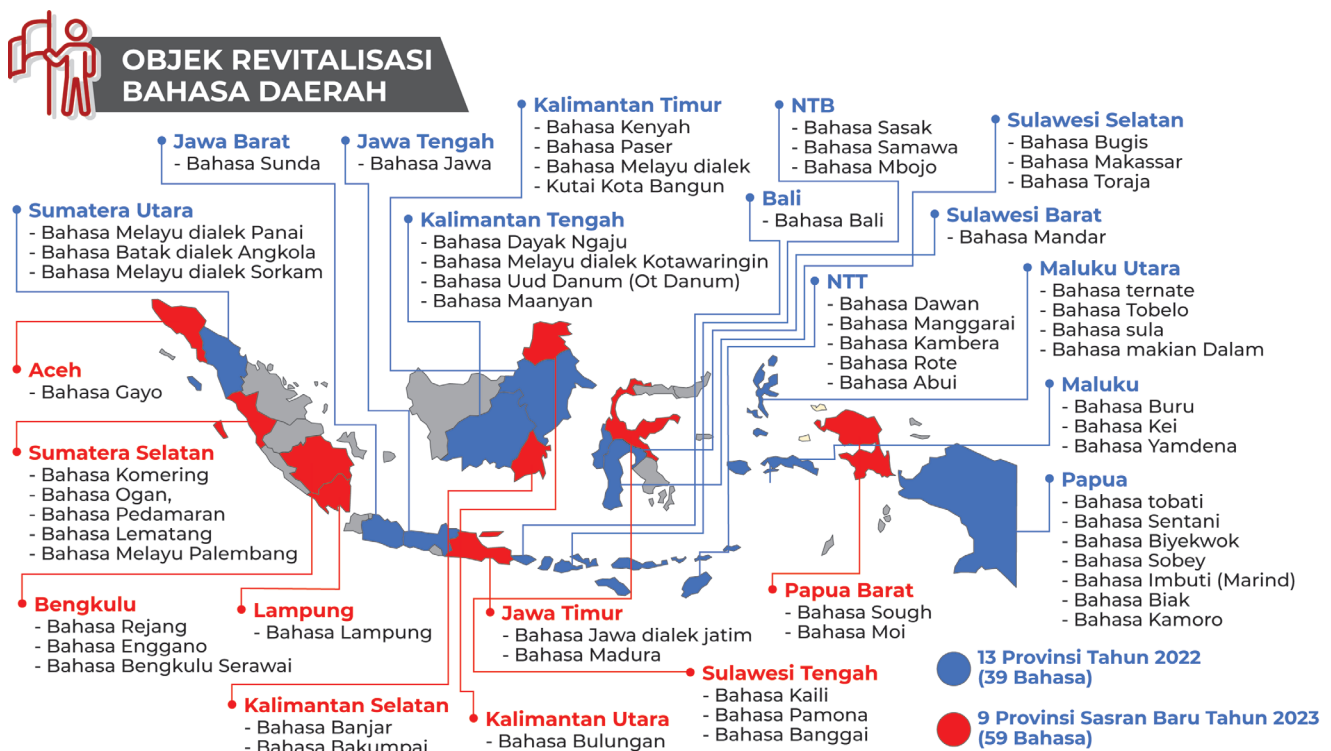 OBJEK REVITALISASI
BAHASA DAERAH
Jawa Barat
- Bahasa Sunda
Jawa Tengah
- Bahasa Jawa
Kalimantan Timur
- Bahasa Kenyah
- Bahasa Paser
- Bahasa Melayu dialek
- Kutai Kota Bangun
NTB
- Bahasa Sasak
- Bahasa Samawa
- Bahasa Mbojo
Sulawesi Selatan
- Bahasa Bugis
- Bahasa Makassar
- Bahasa Toraja
Sumatera Utara
- Bahasa Melayu dialek Panai
- Bahasa Batak dialek Angkola
- Bahasa Melayu dialek Sorkam
Kalimantan Tengah
- Bahasa Dayak Ngaju
- Bahasa Melayu dialek Kotawaringin
- Bahasa Uud Danum (Ot Danum)
- Bahasa Maanyan
Bali
- Bahasa Bali
Sulawesi Barat
- Bahasa Mandar
NTT
- Bahasa Dawan
- Bahasa Manggarai
- Bahasa Kambera
- Bahasa Rote
- Bahasa Abui
Maluku Utara
- Bahasa ternate
- Bahasa Tobelo
- Bahasa sula
- Bahasa makian Dalam
Aceh
- Bahasa Gayo
Maluku
- Bahasa Buru
- Bahasa Kei
- Bahasa Yamdena
Sumatera Selatan
- Bahasa Komering
- Bahasa Ogan,
- Bahasa Pedamaran
- Bahasa Lematang
- Bahasa Melayu Palembang
Papua
- Bahasa tobati
- Bahasa Sentani
- Bahasa Biyekwok
- Bahasa Sobey
- Bahasa Imbuti (Marind)
- Bahasa Biak
- Bahasa Kamoro
Bengkulu
- Bahasa Rejang
- Bahasa Enggano
- Bahasa Bengkulu Serawai
Lampung
- Bahasa Lampung
Jawa Timur
- Bahasa Jawa dialek jatim
- Bahasa Madura
Papua Barat
- Bahasa Sough
- Bahasa Moi
Kalimantan Selatan
- Bahasa Banjar
- Bahasa Bakumpai
Kalimantan Utara
- Bahasa Bulungan
Sulawesi Tengah
- Bahasa Kaili
- Bahasa Pamona
- Bahasa Banggai
13 Provinsi Tahun 2022
(39 Bahasa)
9 Provinsi Sasran Baru Tahun 2023
(59 Bahasa)